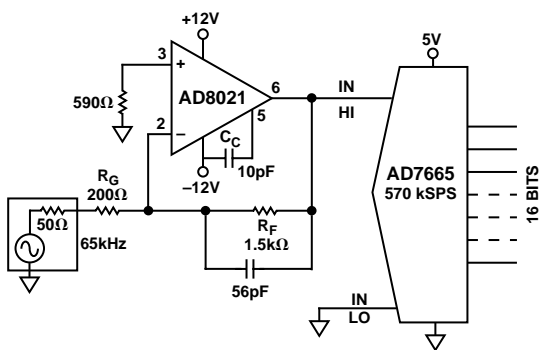 +12V
5V
3
+
590Ω
AD8021
6
IN
HI
5
2
–
C_C
10pF
–12V
AD7665
570 kSPS
16 BITS
R_G
200Ω
50Ω
65kHz
R_F
1.5kΩ
56pF
IN
LO